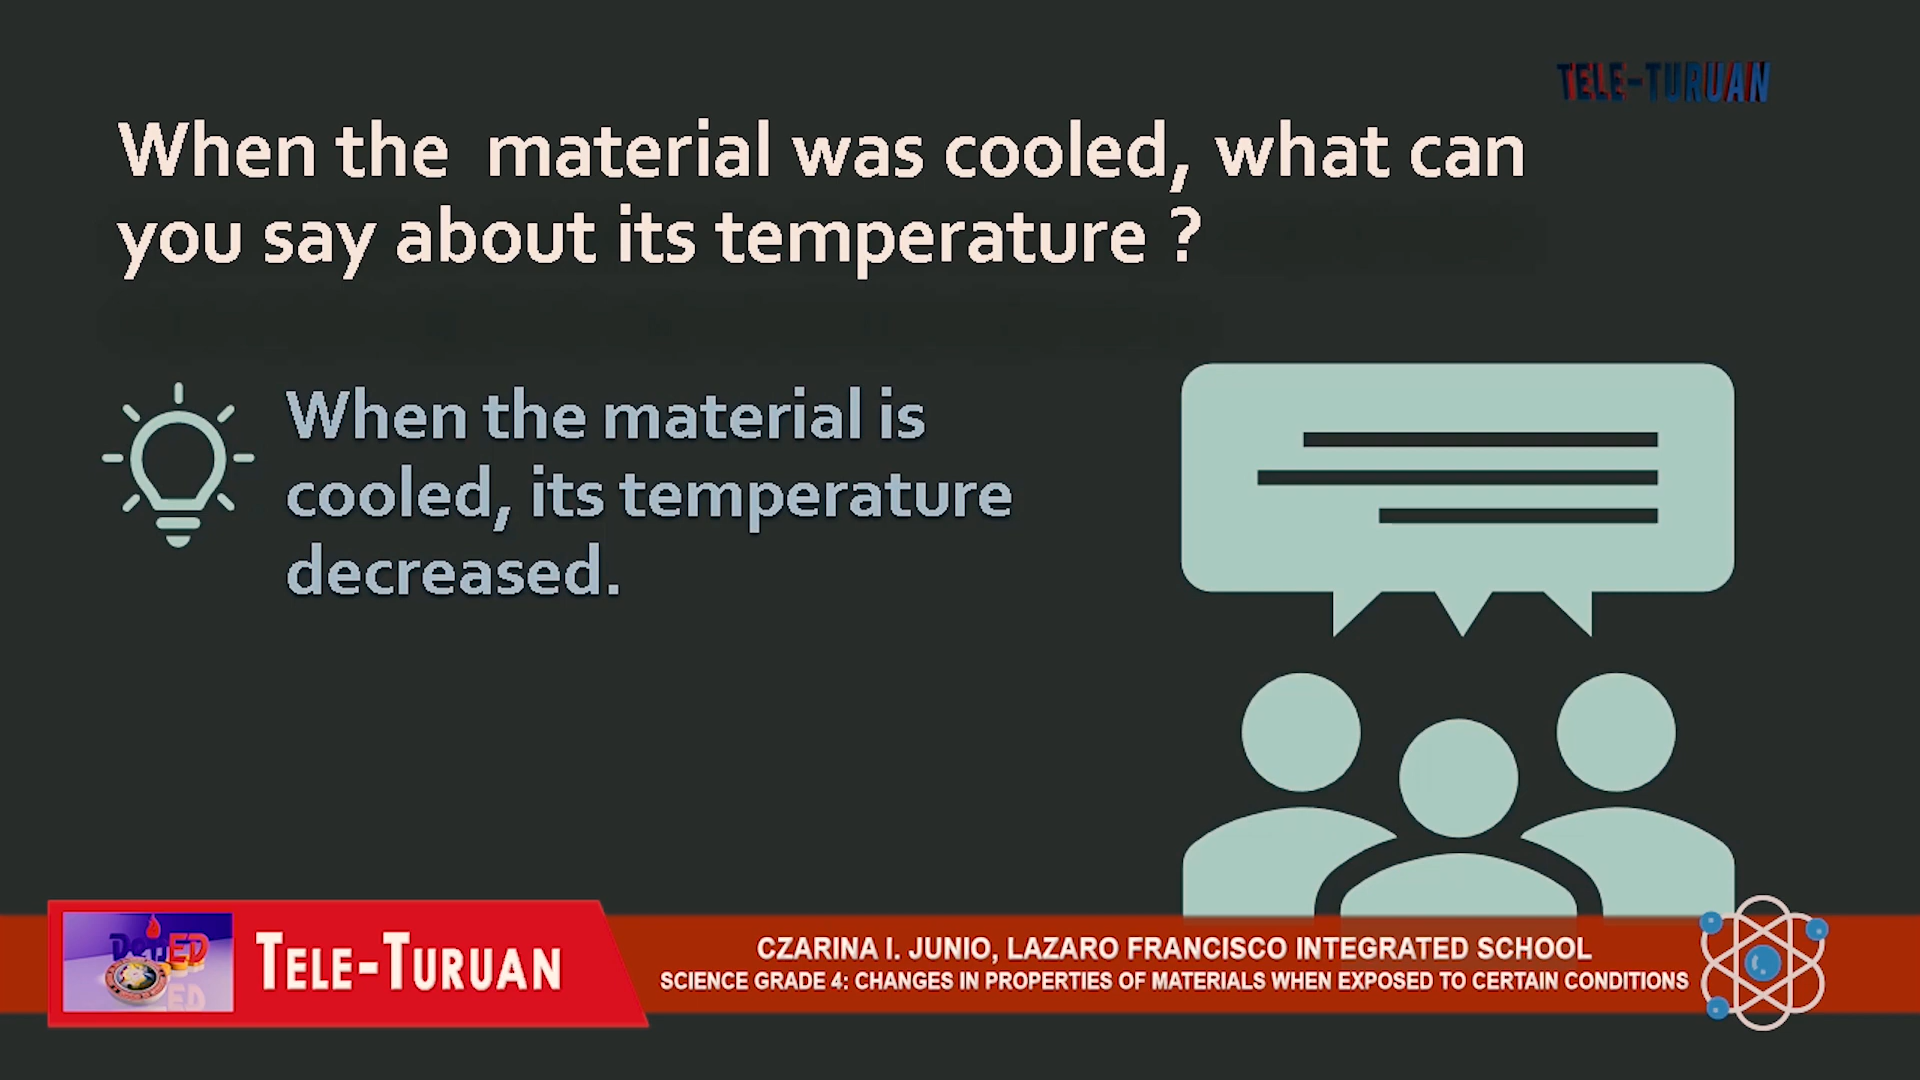 TELE-TURUAN
When the material was cooled, what can
you say about its temperature ?
When the material is
cooled, its temperature
decreased.
DepED
TELE-TURUAN
CZARINA I. JUNIO, LAZARO FRANCISCO INTEGRATED SCHOOL
SCIENCE GRADE 4: CHANGES IN PROPERTIES OF MATERIALS WHEN EXPOSED TO CERTAIN CONDITIONS